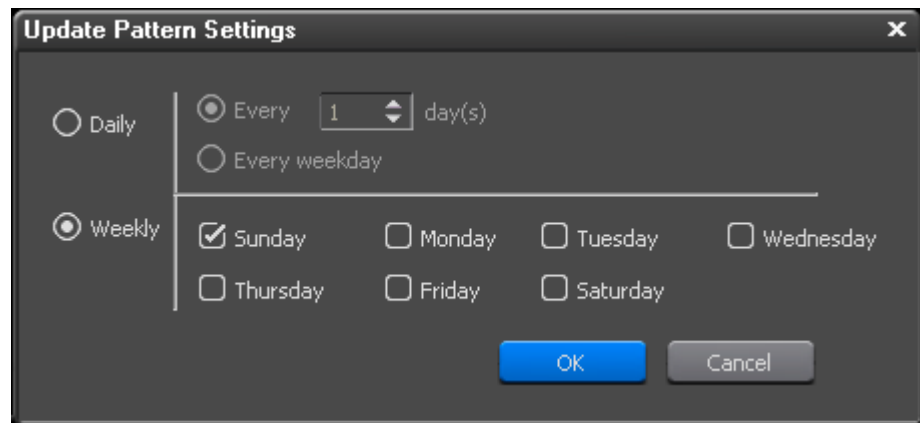 Update Pattern Settings
Daily
Every 1 day(s)
Every weekday
Weekly
Sunday Monday Tuesday Wednesday
Thursday Friday Saturday
OK Cancel